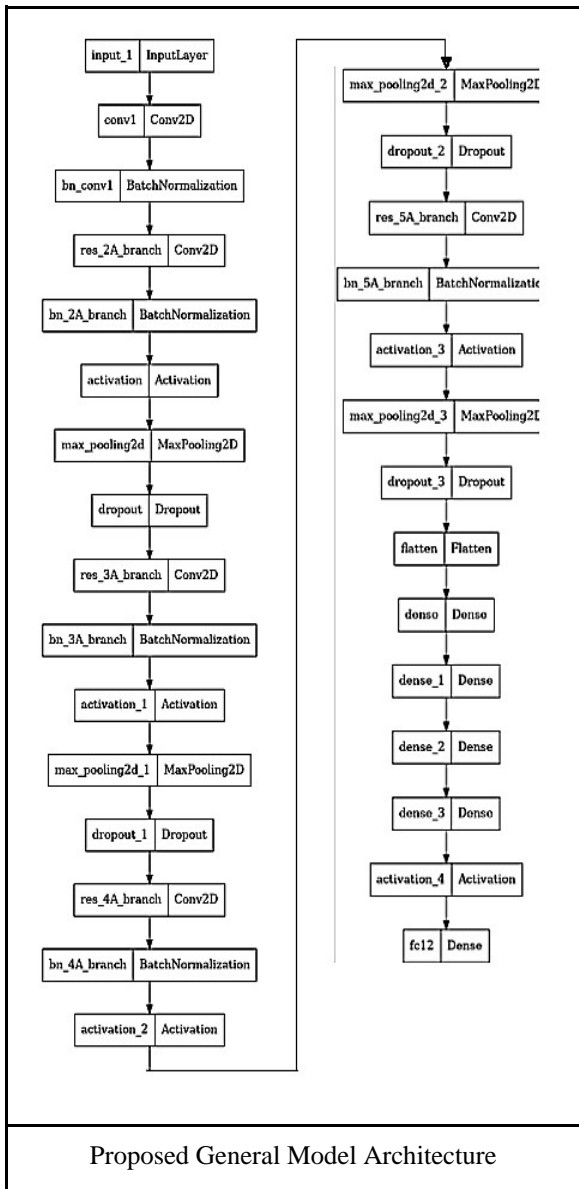 input_1 InputLayer
conv1 Conv2D
bn_conv1 BatchNormalization
res_2A_branch Conv2D
bn_2A_branch BatchNormalization
activation Activation
max_pooling2d MaxPooling2D
dropout Dropout
res_3A_branch Conv2D
bn_3A_branch BatchNormalization
activation_1 Activation
max_pooling2d_1 MaxPooling2D
dropout_1 Dropout
res_4A_branch Conv2D
bn_4A_branch BatchNormalization
activation_2 Activation
max_pooling2d_2 MaxPooling2D
dropout_2 Dropout
res_5A_branch Conv2D
bn_5A_branch BatchNormalizatio
activation_3 Activation
max_pooling2d_3 MaxPooling2D
dropout_3 Dropout
flatten Flatten
dense Dense
dense_1 Dense
dense_2 Dense
dense_3 Dense
activation_4 Activation
fc12 Dense
Proposed General Model Architecture